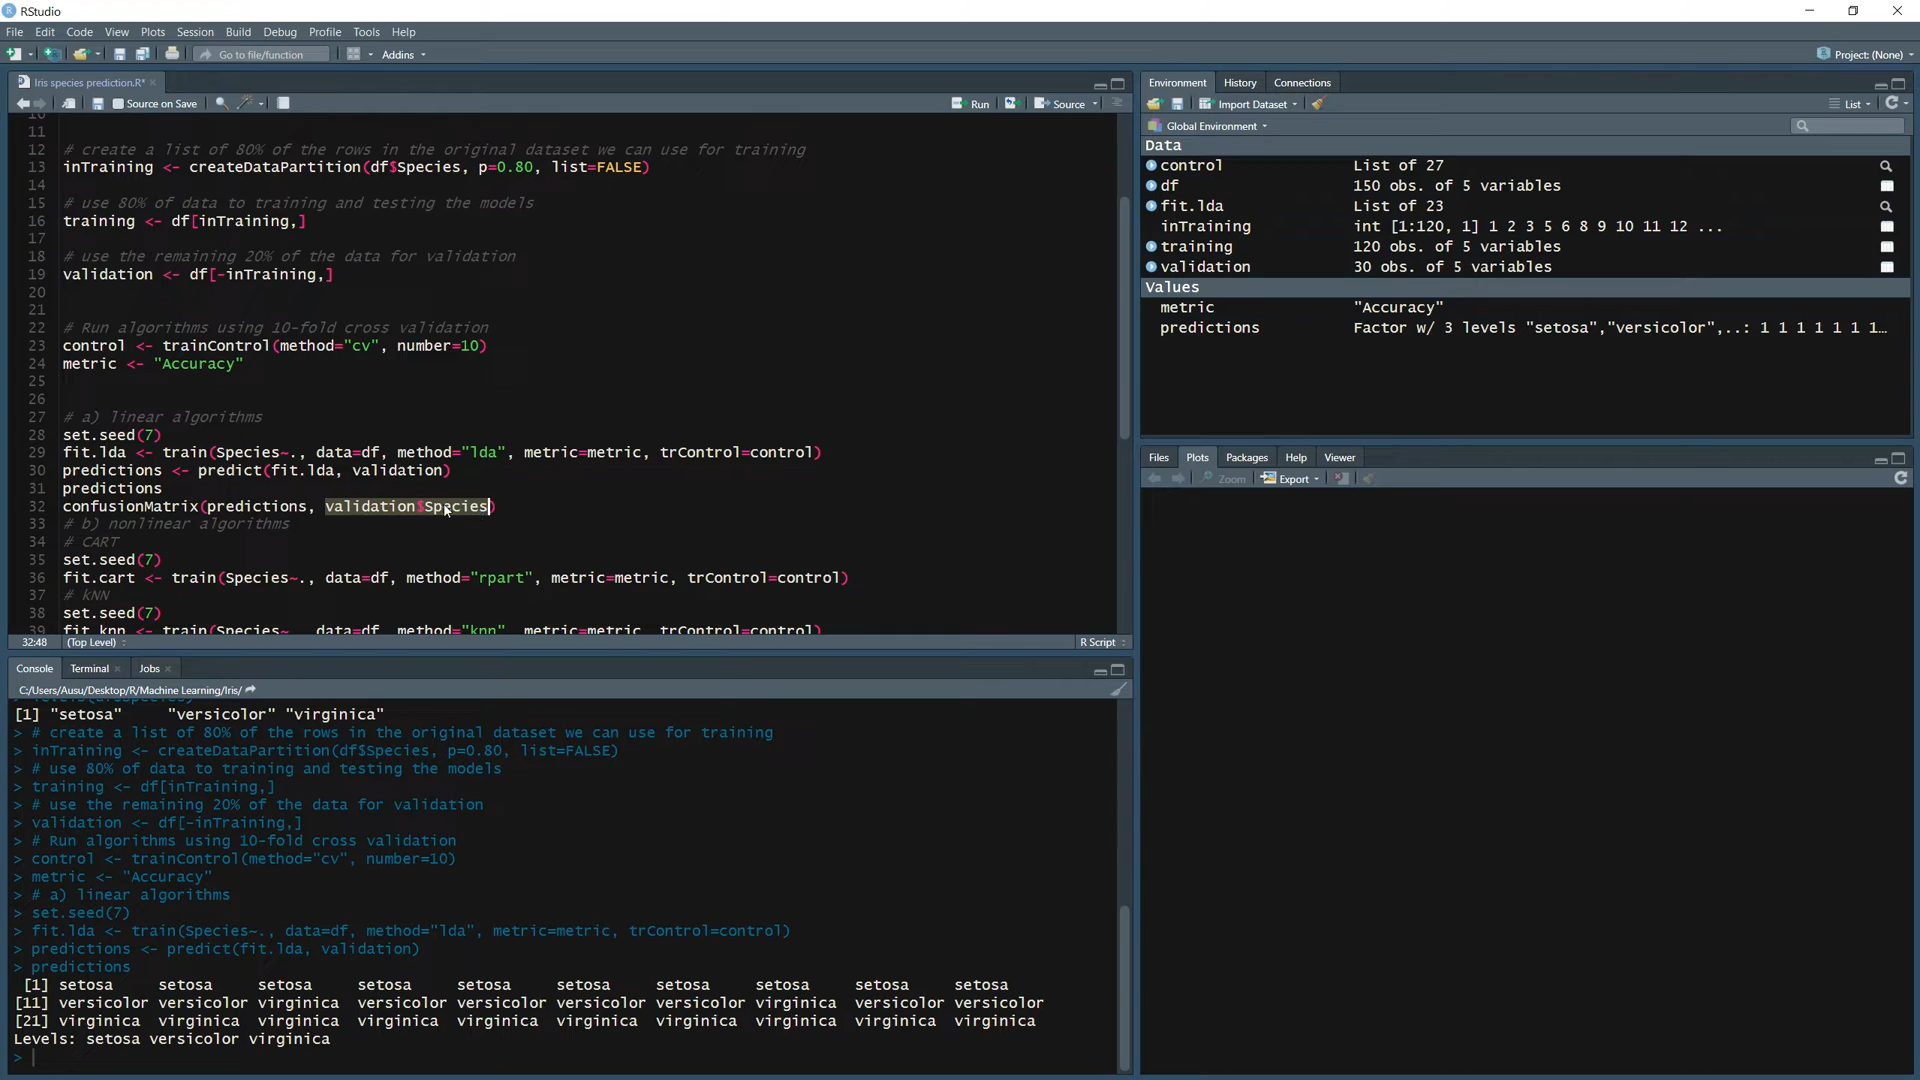 RStudio
File Edit Code View Plots Session Build Debug Profile Tools Help
Go to file/function Addins Project: (None)
Iris species prediction.R*
Source on Save Run Source
10
11
12 # create a list of 80% of the rows in the original dataset we can use for training
13 inTraining <- createDataPartition(df$Species, p=0.80, list=FALSE)
14
15 # use 80% of data to training and testing the models
16 training <- df[inTraining,]
17
18 # use the remaining 20% of the data for validation
19 validation <- df[-inTraining,]
20
21
22 # Run algorithms using 10-fold cross validation
23 control <- trainControl(method="cv", number=10)
24 metric <- "Accuracy"
25
26
27 # a) linear algorithms
28 set.seed(7)
29 fit.lda <- train(Species~., data=df, method="lda", metric=metric, trControl=control)
30 predictions <- predict(fit.lda, validation)
31 predictions
32 confusionMatrix(predictions, validation$Species)
33 # b) nonlinear algorithms
34 # CART
35 set.seed(7)
36 fit.cart <- train(Species~., data=df, method="rpart", metric=metric, trControl=control)
37 # kNN
38 set.seed(7)
39 fit.knn <- train(Species~., data=df, method="knn", metric=metric, trControl=control)
32:48 (Top Level) R Script
Console Terminal Jobs
C:/Users/Ausu/Desktop/R/Machine Learning/Iris/
[1] "setosa" "versicolor" "virginica"
> # create a list of 80% of the rows in the original dataset we can use for training
> inTraining <- createDataPartition(df$Species, p=0.80, list=FALSE)
> # use 80% of data to training and testing the models
> training <- df[inTraining,]
> # use the remaining 20% of the data for validation
> validation <- df[-inTraining,]
> # Run algorithms using 10-fold cross validation
> control <- trainControl(method="cv", number=10)
> metric <- "Accuracy"
> # a) linear algorithms
> set.seed(7)
> fit.lda <- train(Species~., data=df, method="lda", metric=metric, trControl=control)
> predictions <- predict(fit.lda, validation)
> predictions
[1] setosa setosa setosa setosa setosa setosa setosa setosa setosa setosa
[11] versicolor versicolor virginica versicolor versicolor versicolor versicolor virginica versicolor versicolor
[21] virginica virginica virginica virginica virginica virginica virginica virginica virginica virginica
Levels: setosa versicolor virginica
>
Environment History Connections
Import Dataset List
Global Environment
Data
control List of 27
df 150 obs. of 5 variables
fit.lda List of 23
inTraining int [1:120, 1] 1 2 3 5 6 8 9 10 11 12 ...
training 120 obs. of 5 variables
validation 30 obs. of 5 variables
Values
metric "Accuracy"
predictions Factor w/ 3 levels "setosa","versicolor",..: 1 1 1 1 1 1 1…
Files Plots Packages Help Viewer
Zoom Export